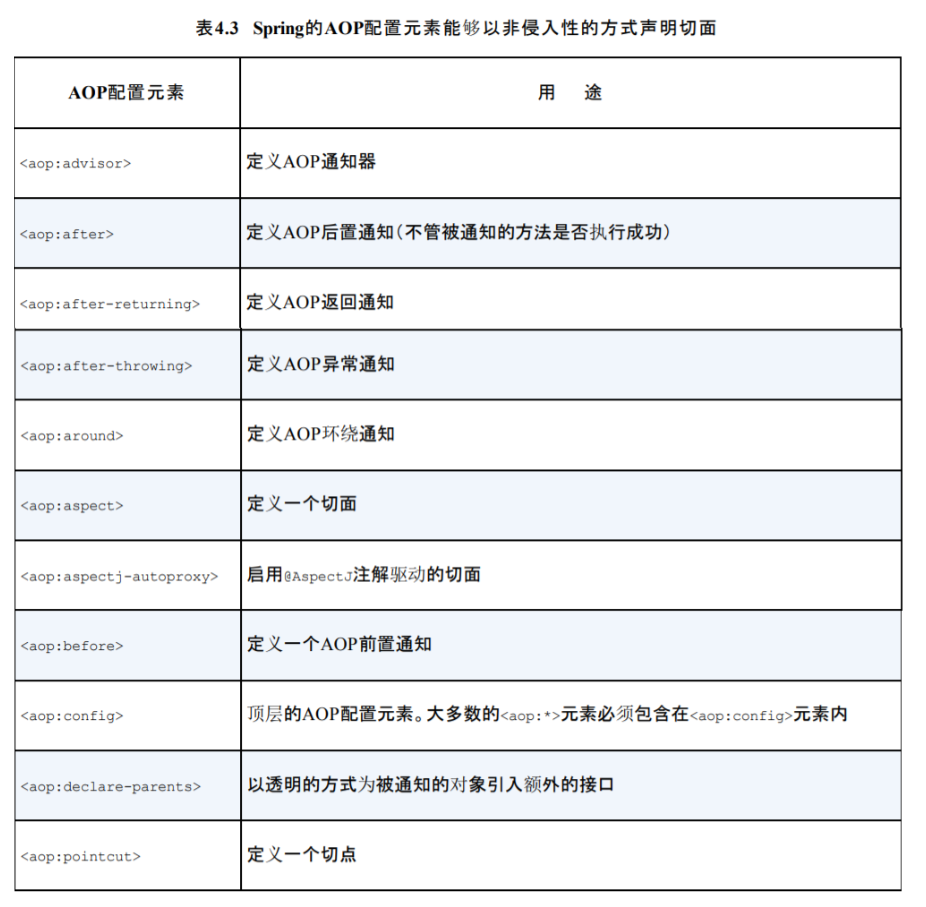 表4.3 Spring的AOP配置元素能够以非侵入性的方式声明切面
AOP配置元素 用 途
<aop:advisor> 定义AOP通知器
<aop:after> 定义AOP后置通知（不管被通知的方法是否执行成功）
<aop:after-returning> 定义AOP返回通知
<aop:after-throwing> 定义AOP异常通知
<aop:around> 定义AOP环绕通知
<aop:aspect> 定义一个切面
<aop:aspectj-autoproxy> 启用@AspectJ注解驱动的切面
<aop:before> 定义一个AOP前置通知
<aop:config> 顶层的AOP配置元素。大多数的<aop:*>元素必须包含在<aop:config>元素内
<aop:declare-parents> 以透明的方式为被通知的对象引入额外的接口
<aop:pointcut> 定义一个切点